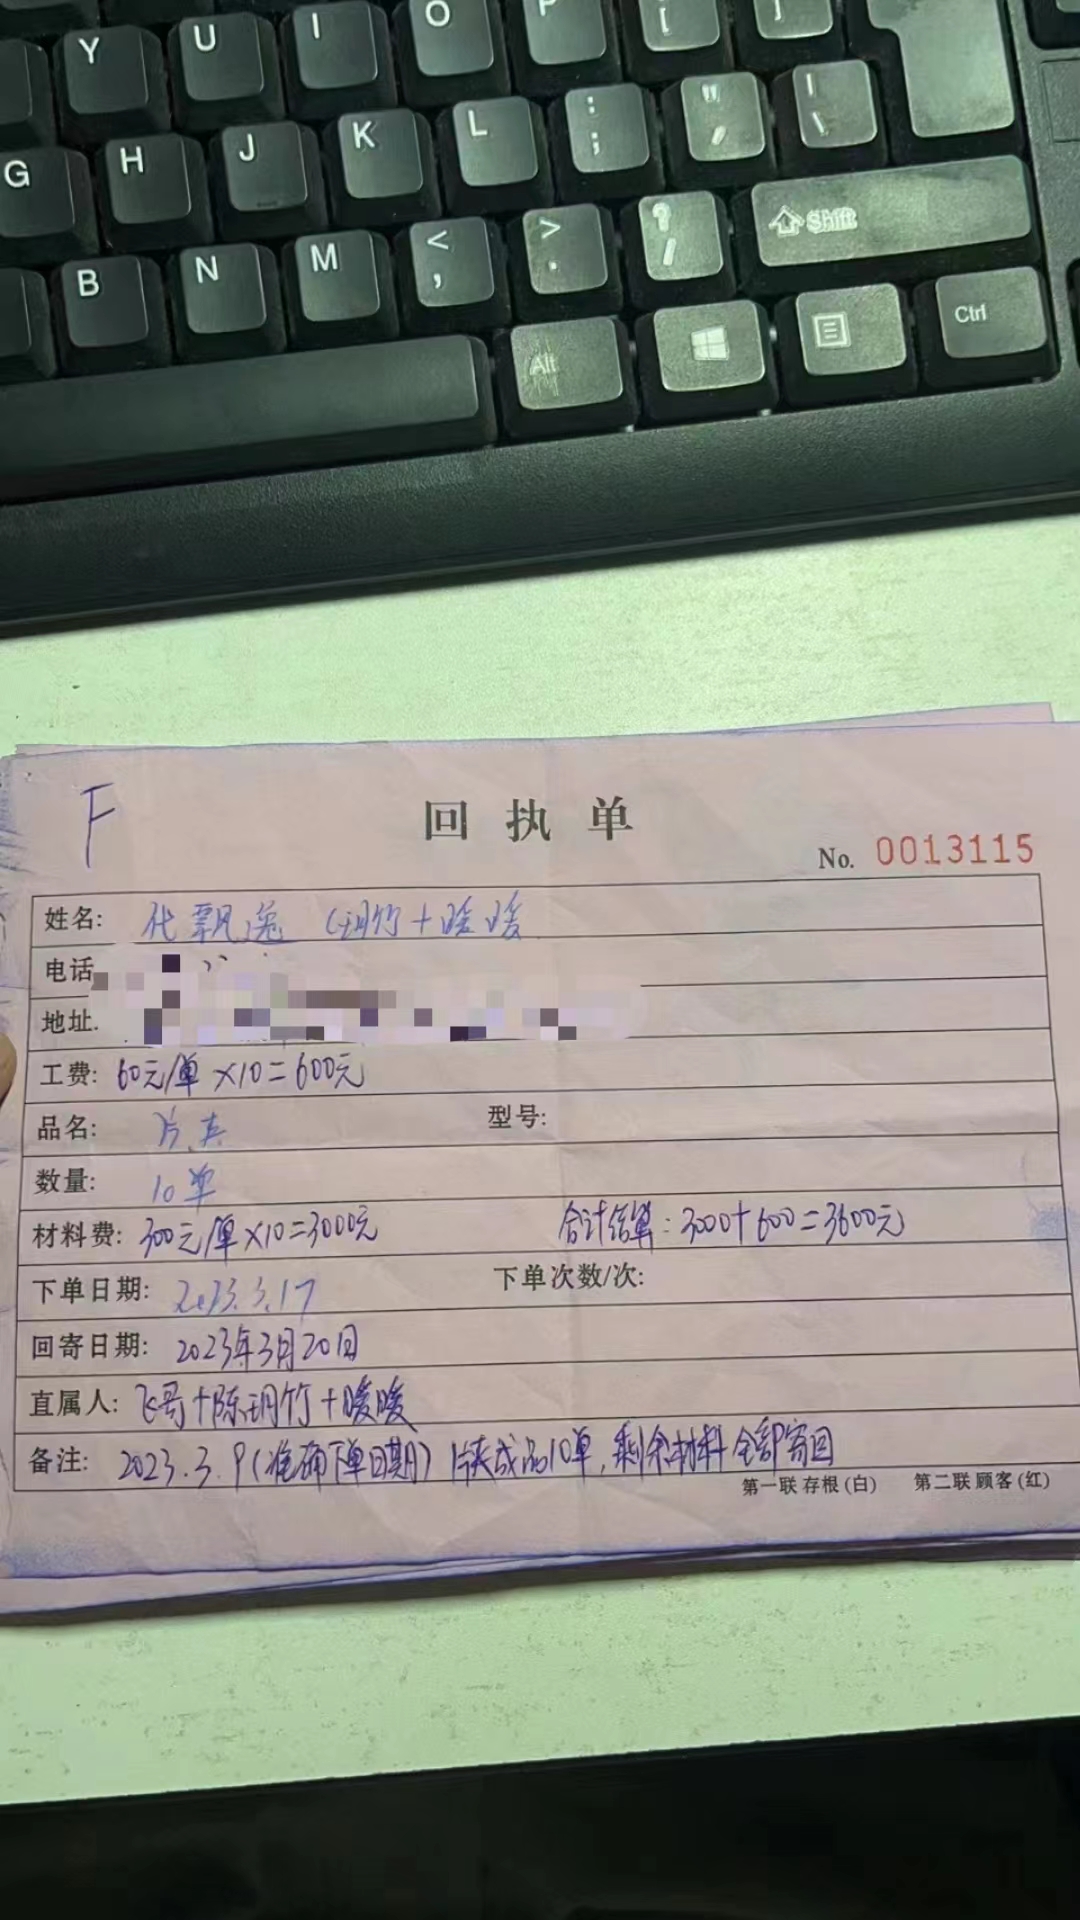 Y U I O P [ ]
G H J K L : ; " ' | \
B N M < , > . ? / Shift
Alt Ctrl
F
回执单
No. 0013115
姓名: 代飘逸 (玥竹+暖暖
电话
地址.
工费: 60元/单×10=600元
品名: 片夹 型号:
数量: 10单
材料费: 300元/单×10=3000元 合计结算:3000+600=3600元
下单日期: 2023.3.17 下单次数/次:
回寄日期: 2023年3月20日
直属人: 飞哥+陈玥竹+暖暖
备注: 2023.3.9(准确下单日期)片夹成品10单,剩余材料全部寄回
第一联 存根(白) 第二联 顾客(红)